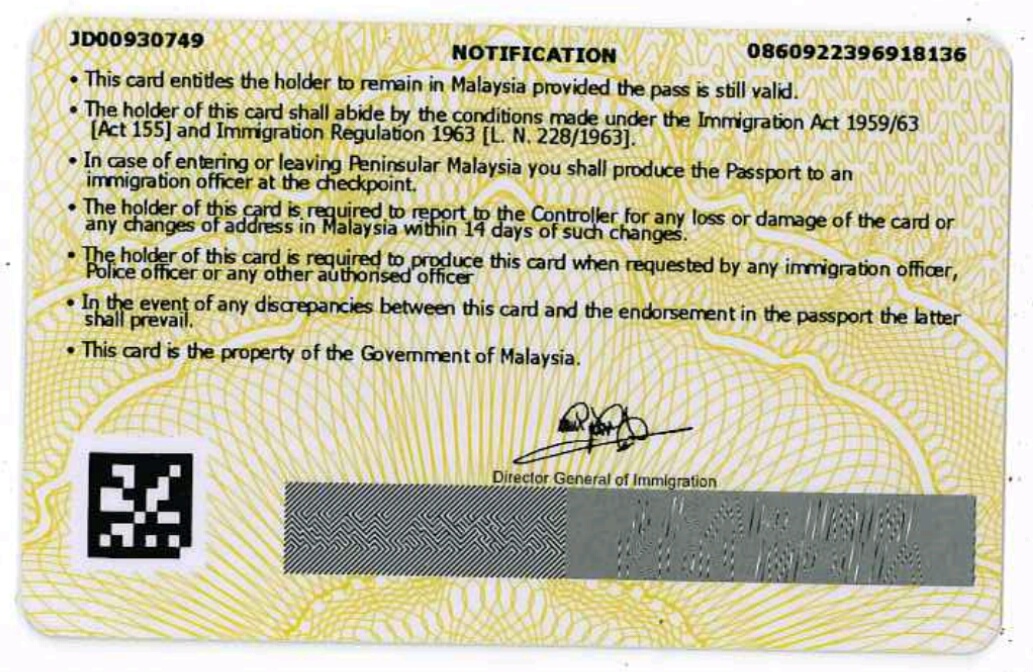 JD00930749 NOTIFICATION 0860922396918136
• This card entitles the holder to remain in Malaysia provided the pass is still valid.
• The holder of this card shall abide by the conditions made under the Immigration Act 1959/63
[Act 155] and Immigration Regulation 1963 [L. N. 228/1963].
• In case of entering or leaving Peninsular Malaysia you shall produce the Passport to an
immigration officer at the checkpoint.
• The holder of this card is required to report to the Controller for any loss or damage of the card or
any changes of address in Malaysia within 14 days of such changes.
• The holder of this card is required to produce this card when requested by any immigration officer,
Police officer or any other authorised officer
• In the event of any discrepancies between this card and the endorsement in the passport the latter
shall prevail.
• This card is the property of the Government of Malaysia.
Director General of Immigration